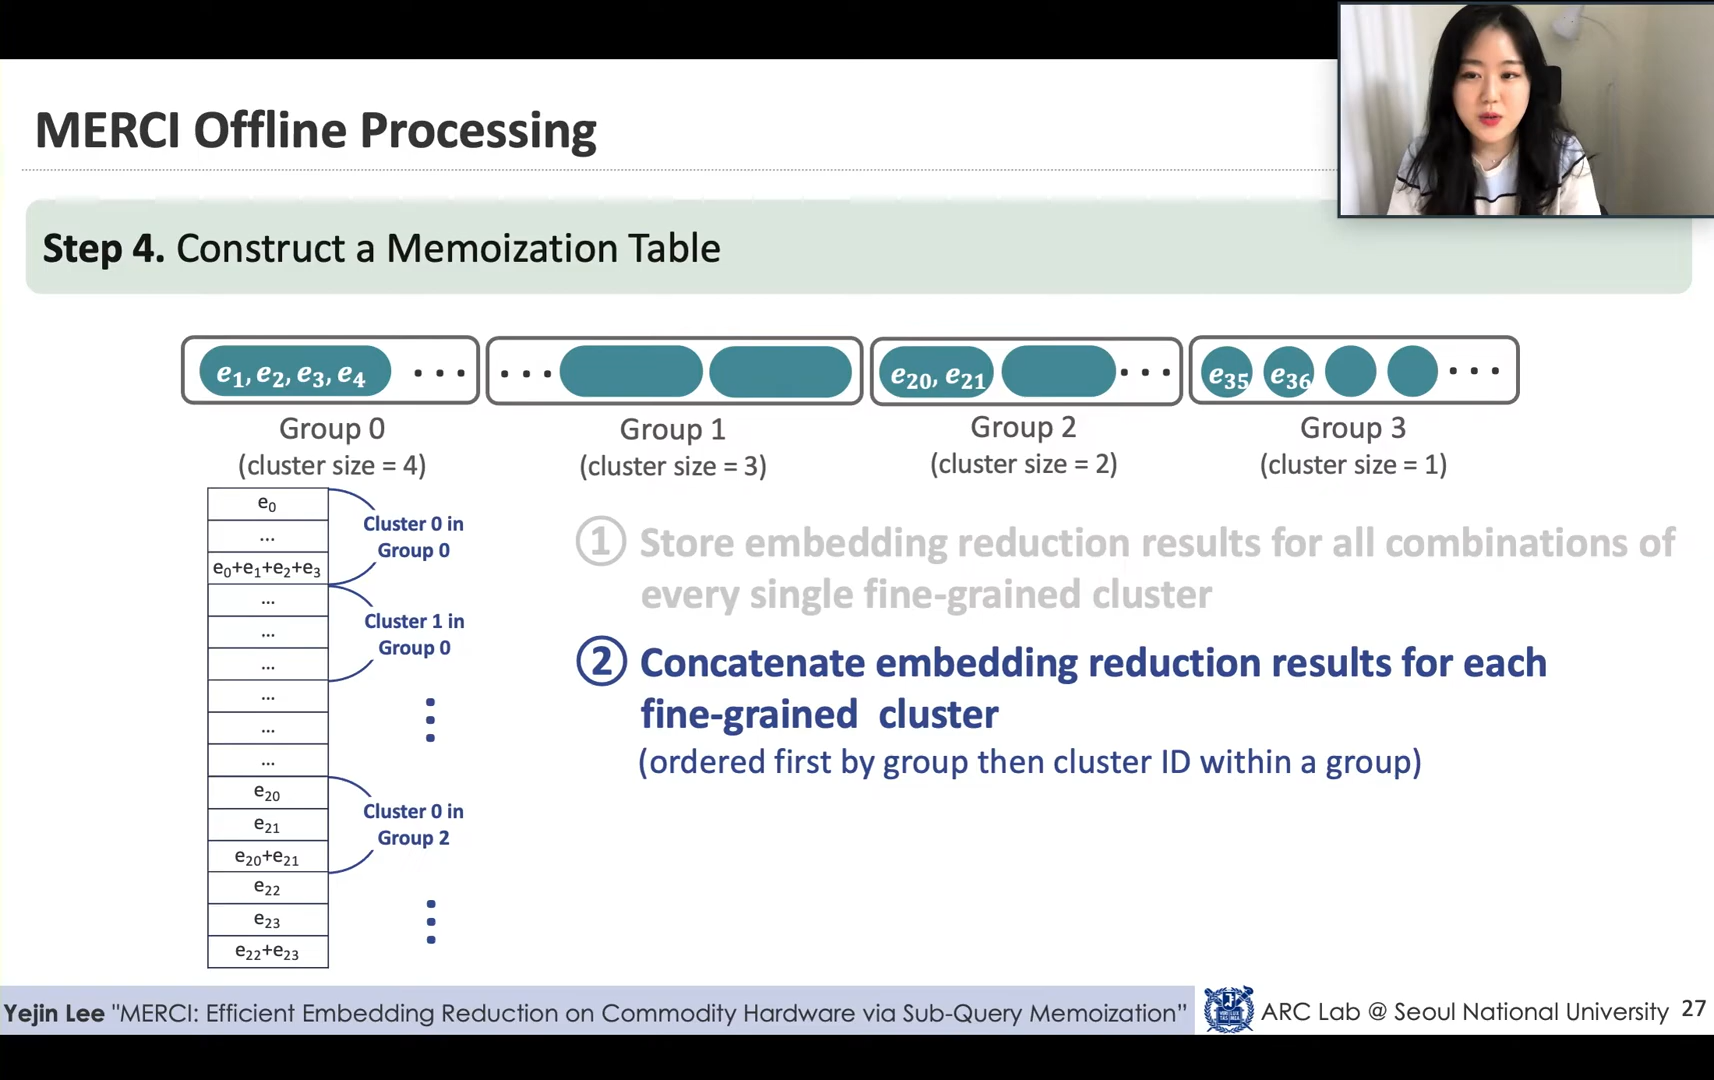 MERCI Offline Processing
Step 4. Construct a Memoization Table
e₁, e₂, e₃, e₄ ...
...
e₂₀, e₂₁ ...
e₃₅ e₃₆ ...
Group 0
(cluster size = 4)
Group 1
(cluster size = 3)
Group 2
(cluster size = 2)
Group 3
(cluster size = 1)
e₀
...
e₀+e₁+e₂+e₃
...
...
...
...
...
...
e₂₀
e₂₁
e₂₀+e₂₁
e₂₂
e₂₃
e₂₂+e₂₃
Cluster 0 in
Group 0
Cluster 1 in
Group 0
Cluster 0 in
Group 2
① Store embedding reduction results for all combinations of
every single fine-grained cluster
② Concatenate embedding reduction results for each
fine-grained cluster
(ordered first by group then cluster ID within a group)
Yejin Lee "MERCI: Efficient Embedding Reduction on Commodity Hardware via Sub-Query Memoization”
ARC Lab @ Seoul National University 27